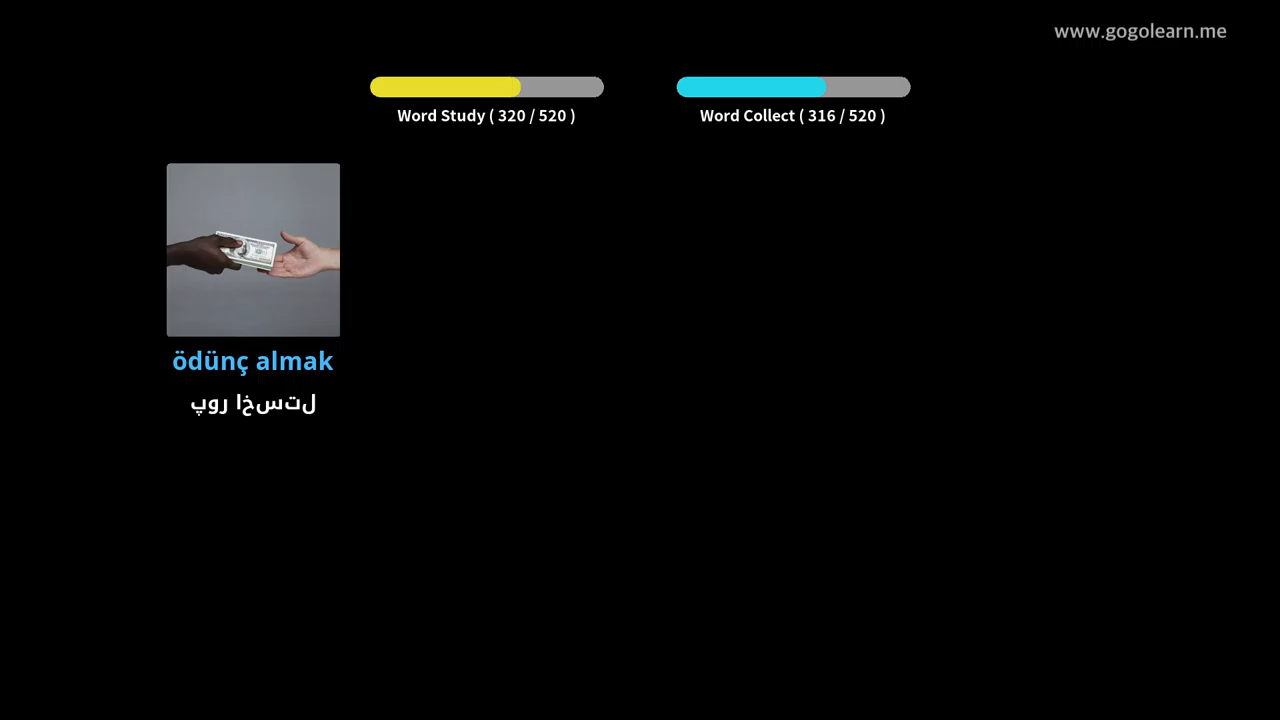 www.gogolearn.me
Word Study ( 320 / 520 )
Word Collect ( 316 / 520 )
ödünç almak
پور اخستل